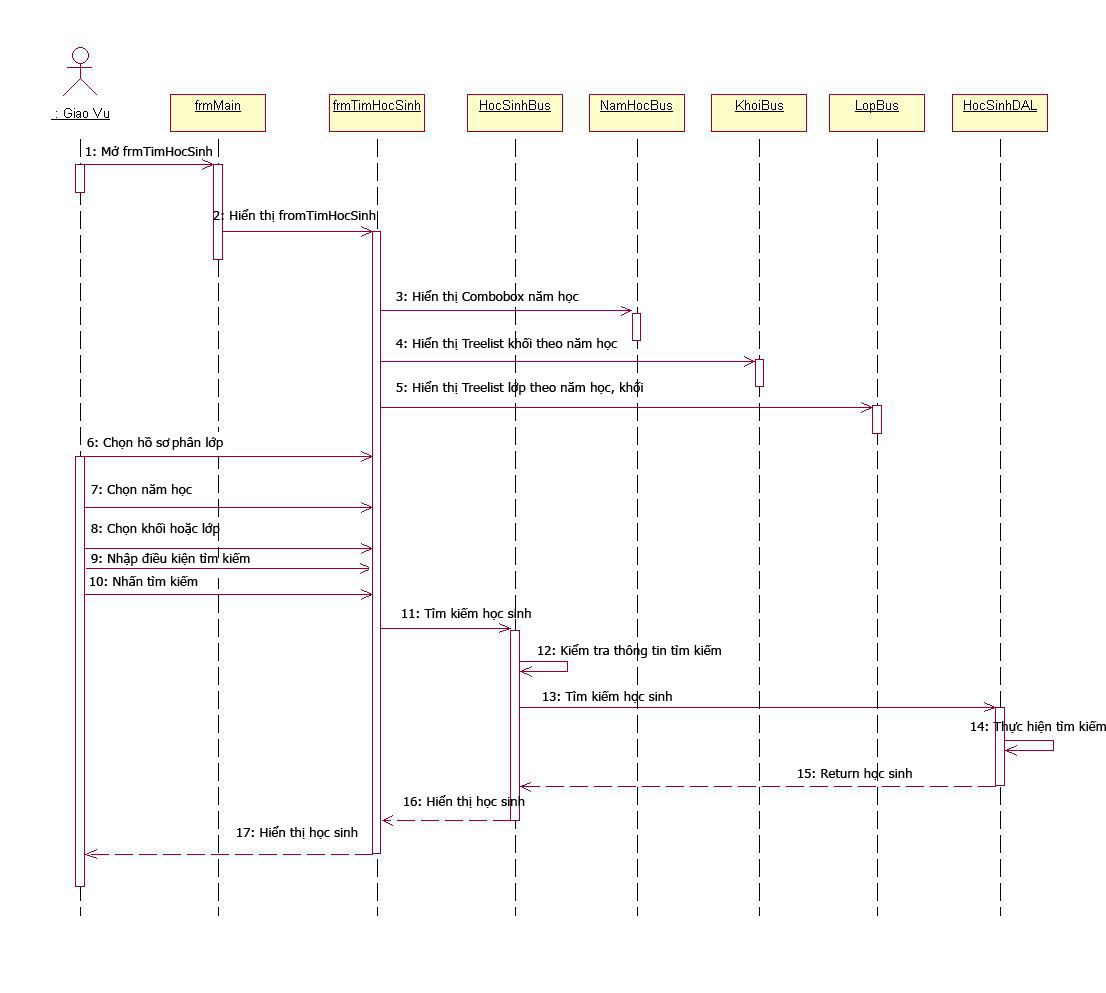 : Giao Vu
frmMain
frmTimHocSinh
HocSinhBus
NamHocBus
KhoiBus
LopBus
HocSinhDAL
1: Mở frmTimHocSinh
2: Hiển thị fromTimHocSinh
3: Hiển thị Combobox năm học
4: Hiển thị Treelist khối theo năm học
5: Hiển thị Treelist lớp theo năm học, khối
6: Chọn hồ sơ phân lớp
7: Chọn năm học
8: Chọn khối hoặc lớp
9: Nhập điều kiện tìm kiếm
10: Nhấn tìm kiếm
11: Tìm kiếm học sinh
12: Kiểm tra thông tin tìm kiếm
13: Tìm kiếm học sinh
14: Thực hiện tìm kiếm
15: Return học sinh
16: Hiển thị học sinh
17: Hiển thị học sinh